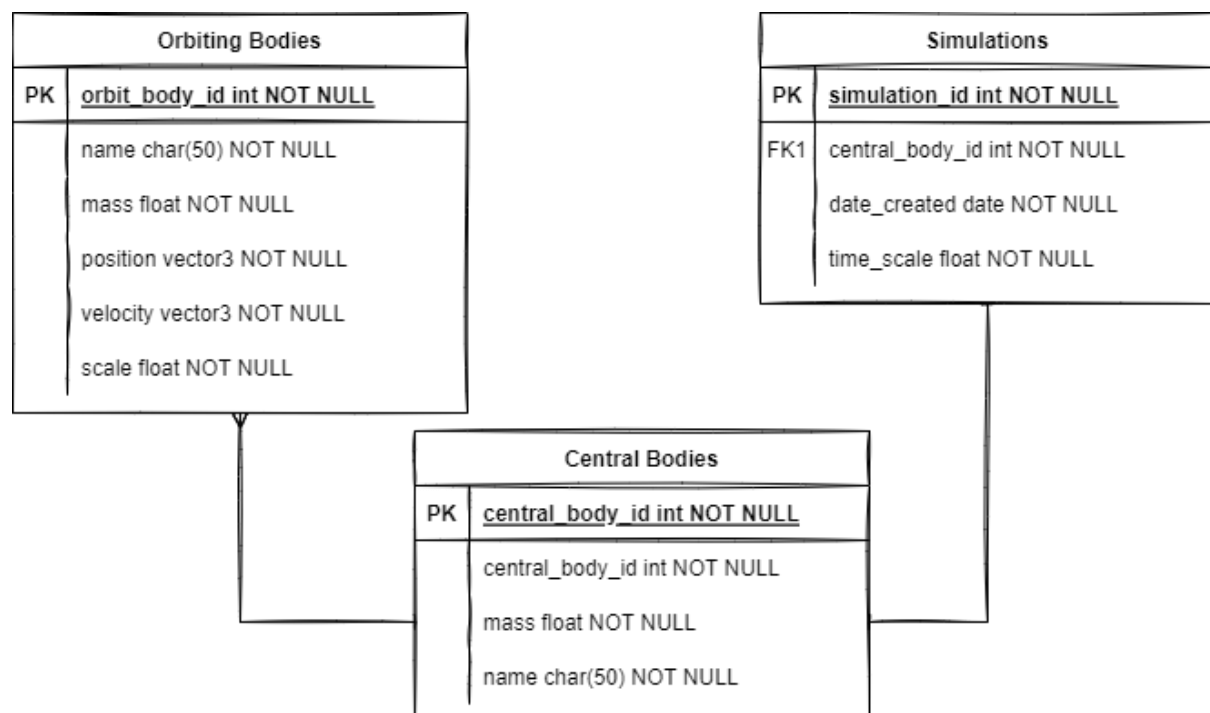 Orbiting Bodies
PK orbit_body_id int NOT NULL
name char(50) NOT NULL
mass float NOT NULL
position vector3 NOT NULL
velocity vector3 NOT NULL
scale float NOT NULL
Simulations
PK simulation_id int NOT NULL
FK1 central_body_id int NOT NULL
date_created date NOT NULL
time_scale float NOT NULL
Central Bodies
PK central_body_id int NOT NULL
central_body_id int NOT NULL
mass float NOT NULL
name char(50) NOT NULL